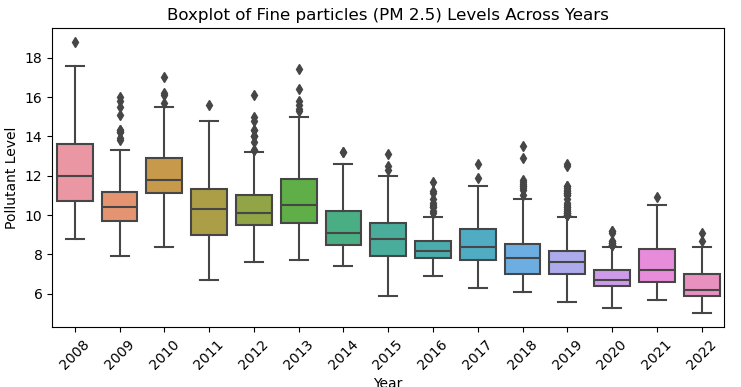 Boxplot of Fine particles (PM 2.5) Levels Across Years
Pollutant Level
18
16
14
12
10
8
6
2008 2009 2010 2011 2012 2013 2014 2015 2016 2017 2018 2019 2020 2021 2022
Year